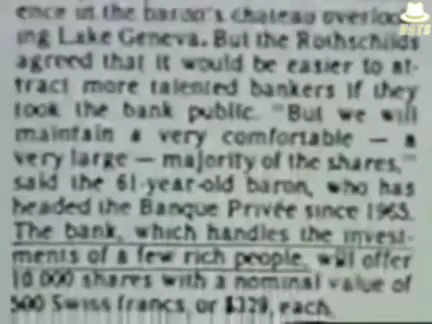 ence in the baron's chateau overlook-
ing Lake Geneva. But the Rothschilds
agreed that it would be easier to at-
tract more talented bankers if they
took the bank public. "But we will
maintain a very comfortable — a
very large — majority of the shares,"
said the 61-year-old baron, who has
headed the Banque Privée since 1965.
The bank, which handles the invest-
ments of a few rich people, will offer
10 000 shares with a nominal value of
500 Swiss francs, or $329, each.